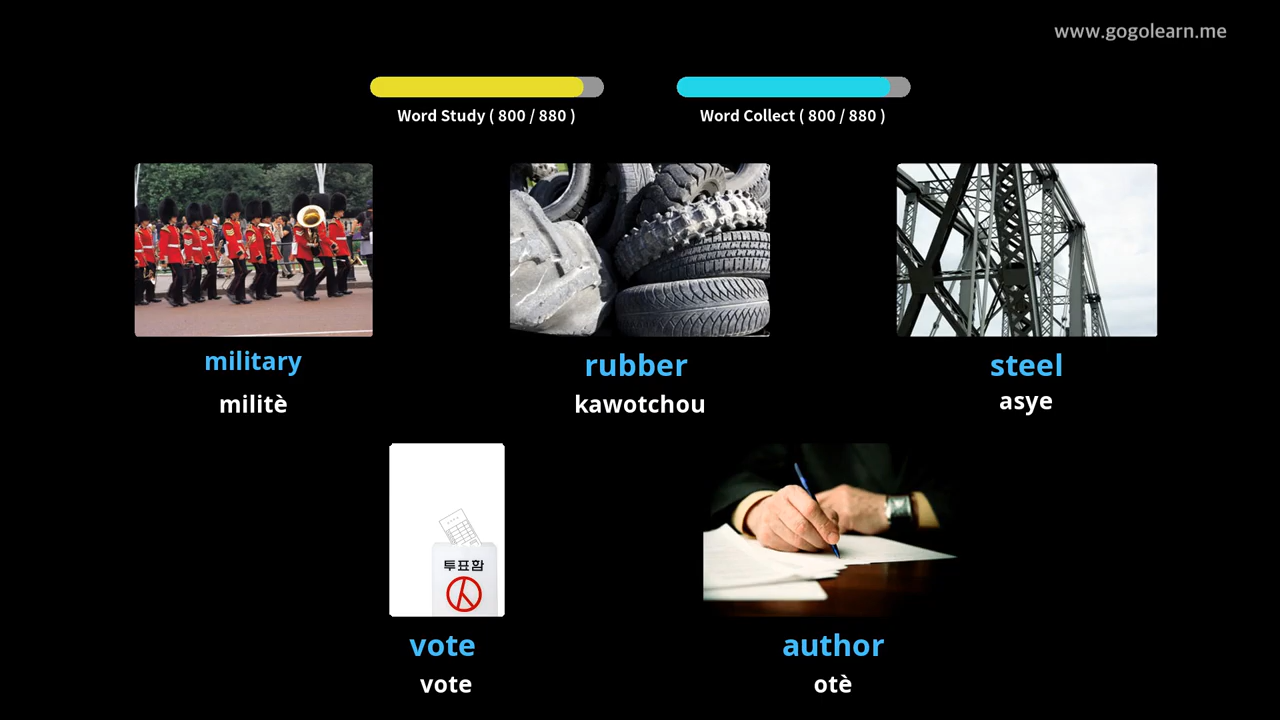 www.gogolearn.me
Word Study ( 800 / 880 )
Word Collect ( 800 / 880 )
military
militè
rubber
kawotchou
steel
asye
투표함
vote
vote
author
otè